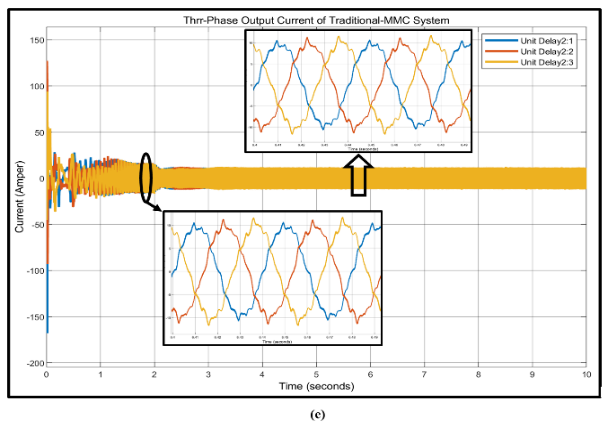 Thrr-Phase Output Current of Traditional-MMC System
Unit Delay2:1
Unit Delay2:2
Unit Delay2:3
Current (Amper)
150
100
50
0
-50
-100
-150
-200
0 1 2 3 4 5 6 7 8 9 10
Time (seconds)
Time (seconds)
Time (seconds)
(c)